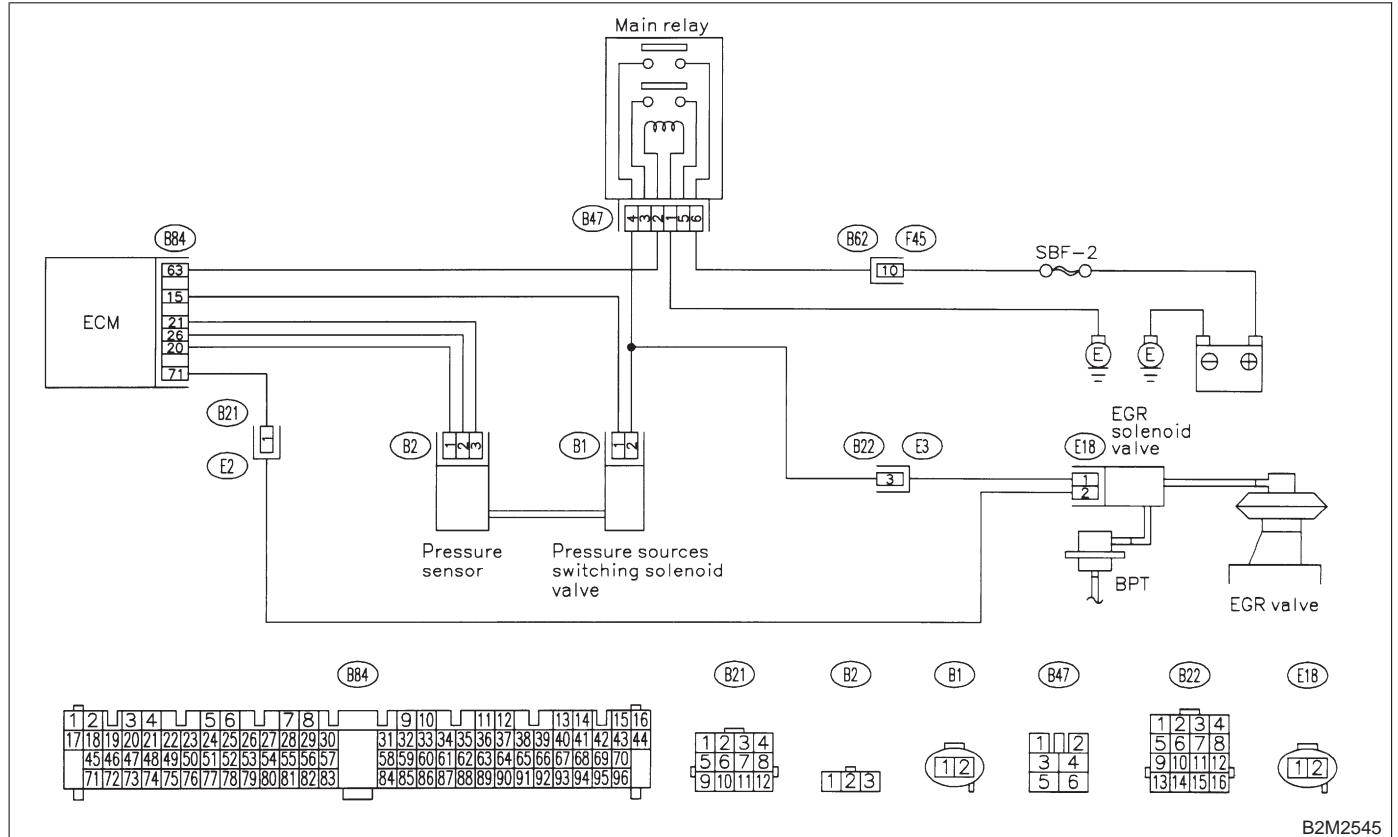 Main relay
B47
4 3 2 1 5 6
B84
B62 F45
SBF-2
10
ECM
63
15
21
26
20
71
E E
⊖ ⊕
B21
1
E2
B2
1 2 3
B1
1 2
B22 E3
3
E18
1
2
EGR
solenoid
valve
Pressure
sensor
Pressure sources
switching solenoid
valve
BPT
EGR valve
B84
1 2 3 4 5 6 7 8 9 10 11 12 13 14 15 16
17 18 19 20 21 22 23 24 25 26 27 28 29 30 31 32 33 34 35 36 37 38 39 40 41 42 43 44
45 46 47 48 49 50 51 52 53 54 55 56 57 58 59 60 61 62 63 64 65 66 67 68 69 70
71 72 73 74 75 76 77 78 79 80 81 82 83 84 85 86 87 88 89 90 91 92 93 94 95 96
B21
1 2 3 4
5 6 7 8
9 10 11 12
B2
1 2 3
B1
1 2
B47
1 2
3 4
5 6
B22
1 2 3 4
5 6 7 8
9 10 11 12
13 14 15 16
E18
1 2
B2M2545